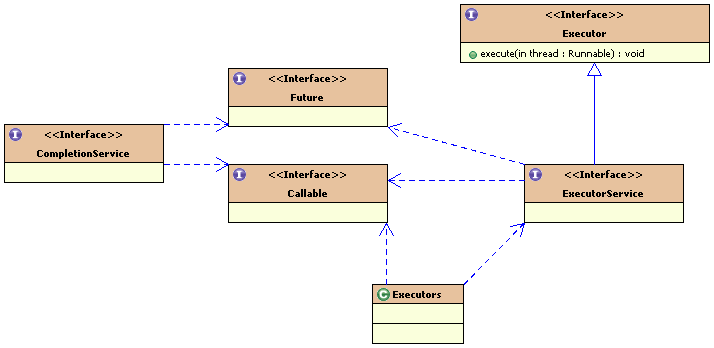 I
<<Interface>>
Executor
execute(in thread : Runnable) : void
I
<<Interface>>
Future
I
<<Interface>>
CompletionService
I
<<Interface>>
Callable
I
<<Interface>>
ExecutorService
C
Executors